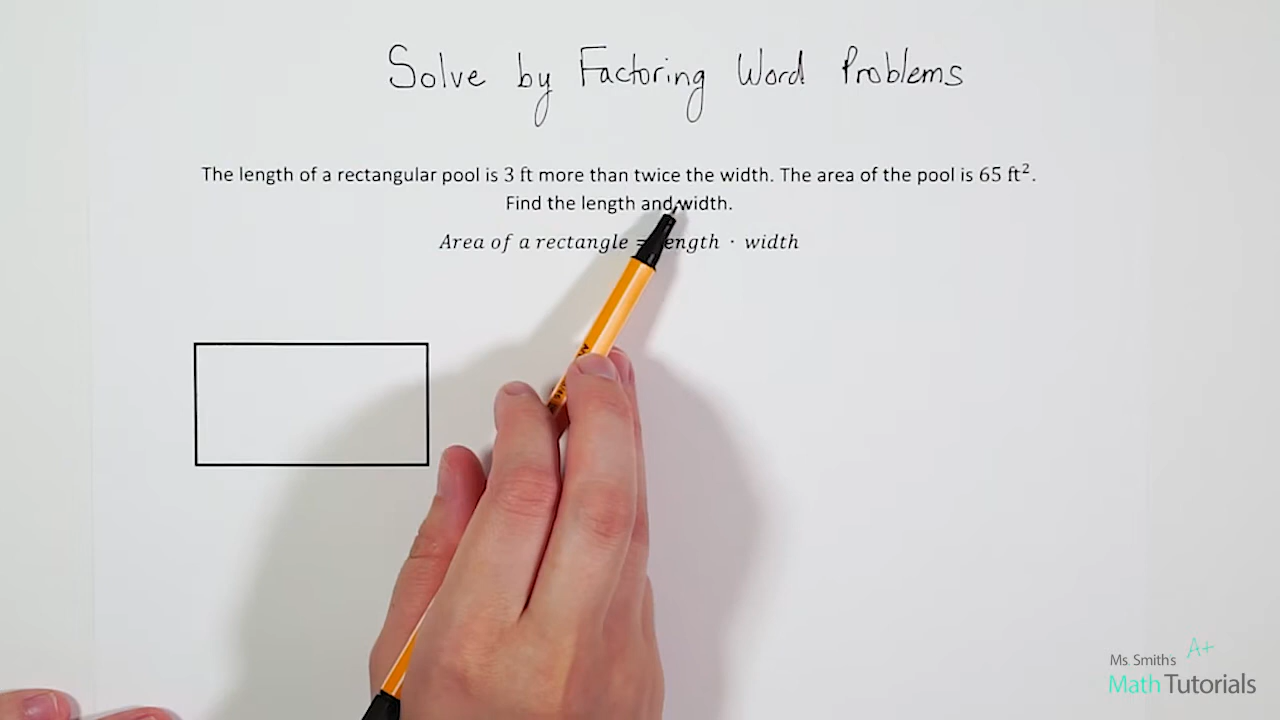 Solve by Factoring Word Problems
The length of a rectangular pool is 3 ft more than twice the width. The area of the pool is 65 ft².
Find the length and width.
Area of a rectangle = length · width
Ms. Smith's A+
Math Tutorials